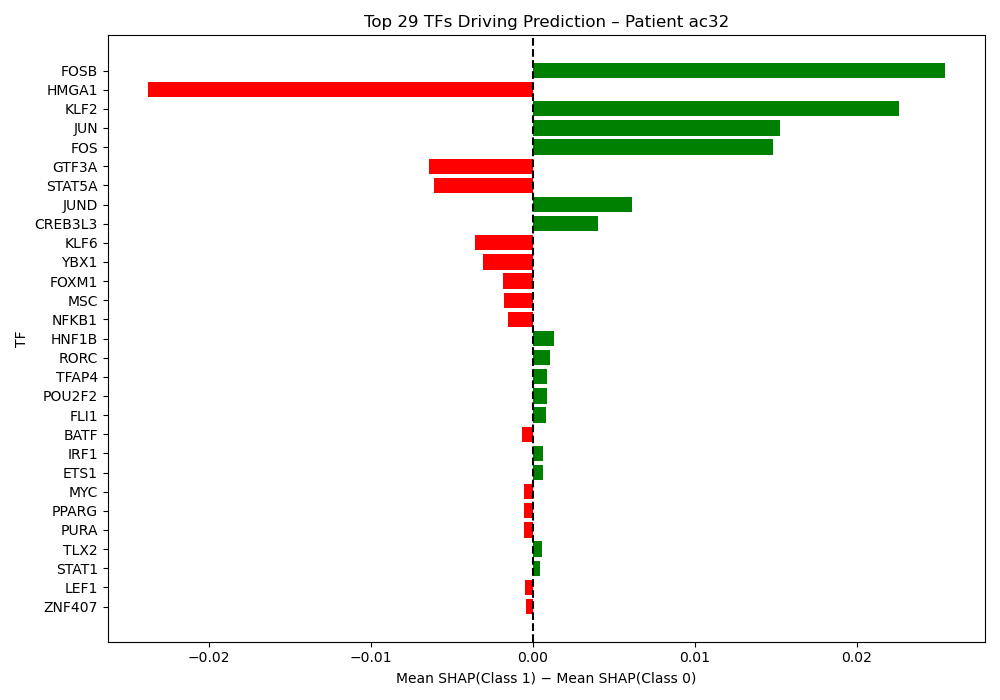 Top 29 TFs Driving Prediction – Patient ac32
TF
FOSB
HMGA1
KLF2
JUN
FOS
GTF3A
STAT5A
JUND
CREB3L3
KLF6
YBX1
FOXM1
MSC
NFKB1
HNF1B
RORC
TFAP4
POU2F2
FLI1
BATF
IRF1
ETS1
MYC
PPARG
PURA
TLX2
STAT1
LEF1
ZNF407
−0.02 −0.01 0.00 0.01 0.02
Mean SHAP(Class 1) − Mean SHAP(Class 0)